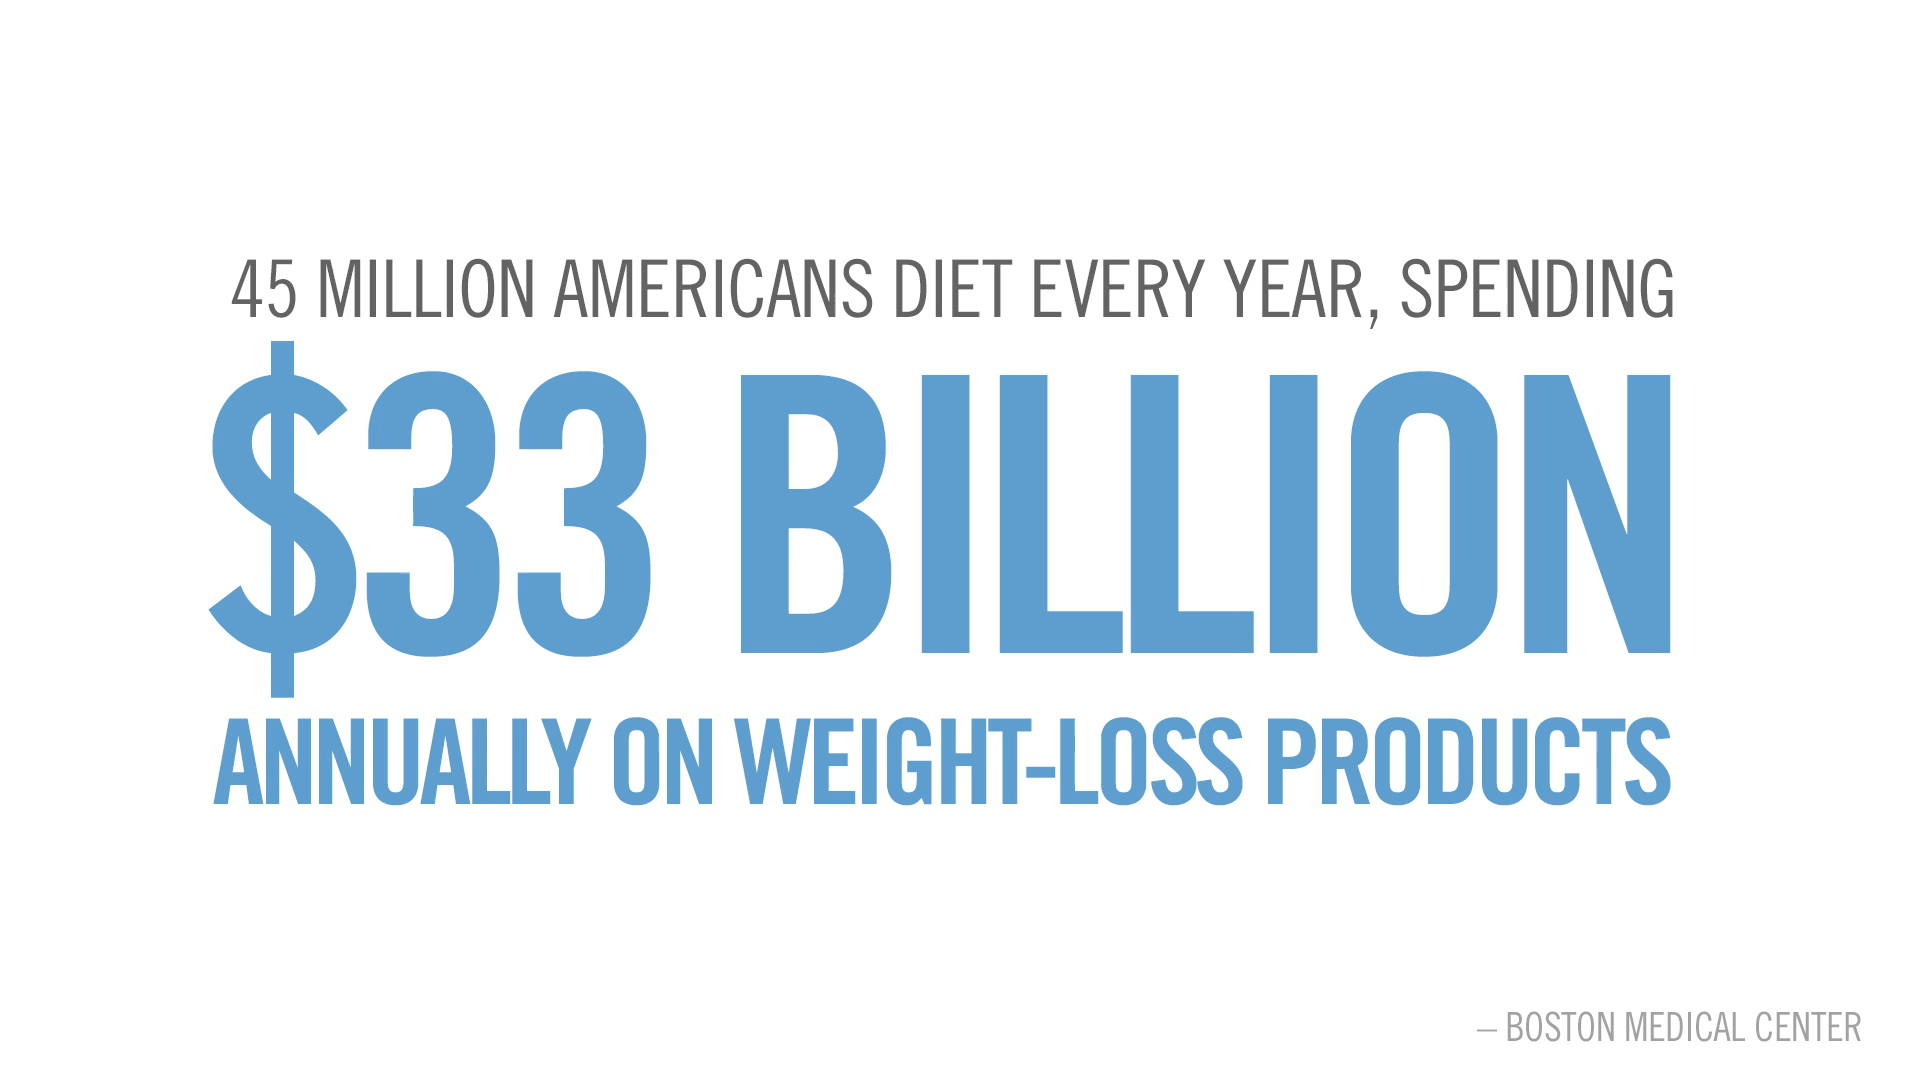 45 MILLION AMERICANS DIET EVERY YEAR, SPENDING
$33 BILLION
ANNUALLY ON WEIGHT-LOSS PRODUCTS
– BOSTON MEDICAL CENTER